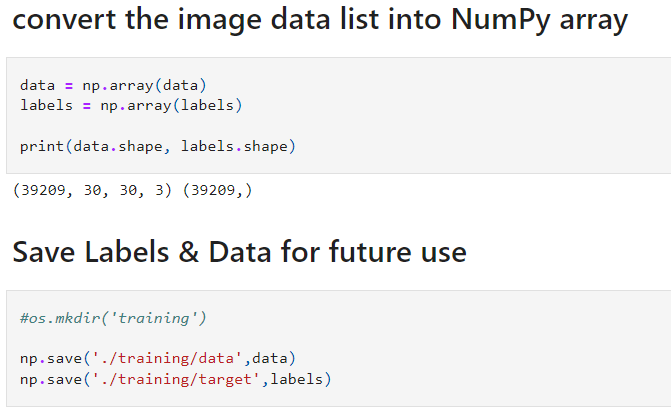 convert the image data list into NumPy array
data = np.array(data)
labels = np.array(labels)
print(data.shape, labels.shape)
(39209, 30, 30, 3) (39209,)
Save Labels & Data for future use
#os.mkdir('training')
np.save('./training/data',data)
np.save('./training/target',labels)